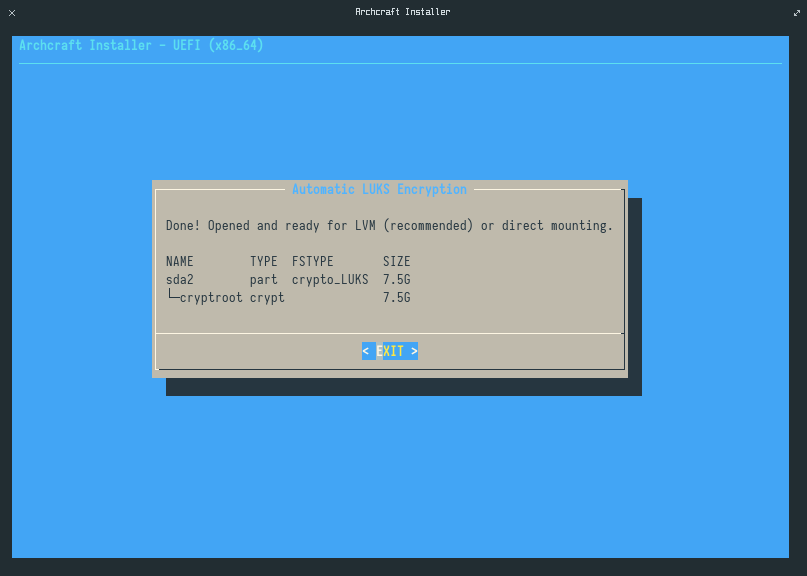 Archcraft Installer
Archcraft Installer - UEFI (x86_64)
Automatic LUKS Encryption
Done! Opened and ready for LVM (recommended) or direct mounting.
NAME TYPE FSTYPE SIZE
sda2 part crypto_LUKS 7.5G
└─cryptroot crypt 7.5G
< EXIT >